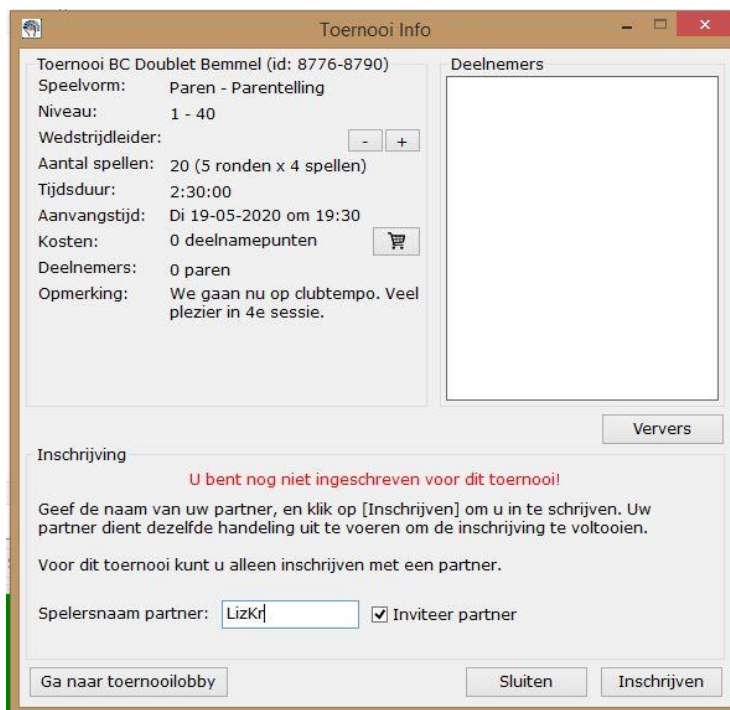 Toernooi Info
Toernooi BC Doublet Bemmel (id: 8776-8790)
Speelvorm: Paren - Parentelling
Niveau: 1 - 40
Wedstrijdleider: - +
Aantal spellen: 20 (5 ronden x 4 spellen)
Tijdsduur: 2:30:00
Aanvangstijd: Di 19-05-2020 om 19:30
Kosten: 0 deelnamepunten
Deelnemers: 0 paren
Opmerking: We gaan nu op clubtempo. Veel
plezier in 4e sessie.
Deelnemers
Ververs
Inschrijving
U bent nog niet ingeschreven voor dit toernooi!
Geef de naam van uw partner, en klik op [Inschrijven] om u in te schrijven. Uw
partner dient dezelfde handeling uit te voeren om de inschrijving te voltooien.
Voor dit toernooi kunt u alleen inschrijven met een partner.
Spelersnaam partner: LizKr Inviteer partner
Ga naar toernooilobby Sluiten Inschrijven